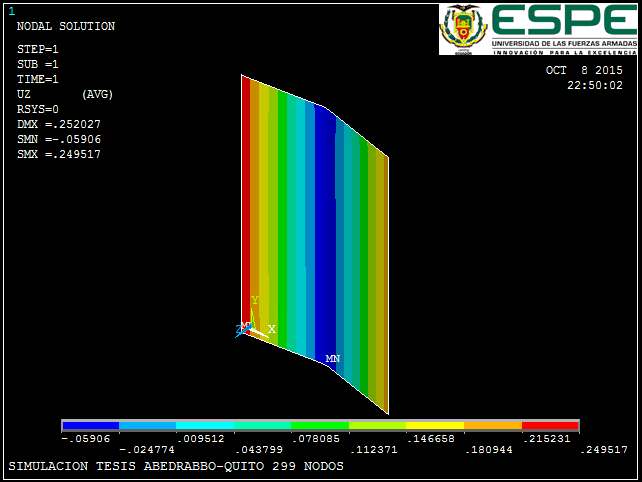 1
NODAL SOLUTION
STEP=1
SUB =1
TIME=1
UZ (AVG)
RSYS=0
DMX =.252027
SMN =-.05906
SMX =.249517
ESPE
UNIVERSIDAD DE LAS FUERZAS ARMADAS
INNOVACIÓN PARA LA EXCELENCIA
OCT 8 2015
22:50:02
Y
Z
X
MN
-.05906 .009512 .078085 .146658 .215231
-.024774 .043799 .112371 .180944 .249517
SIMULACION TESIS ABEDRABBO-QUITO 299 NODOS